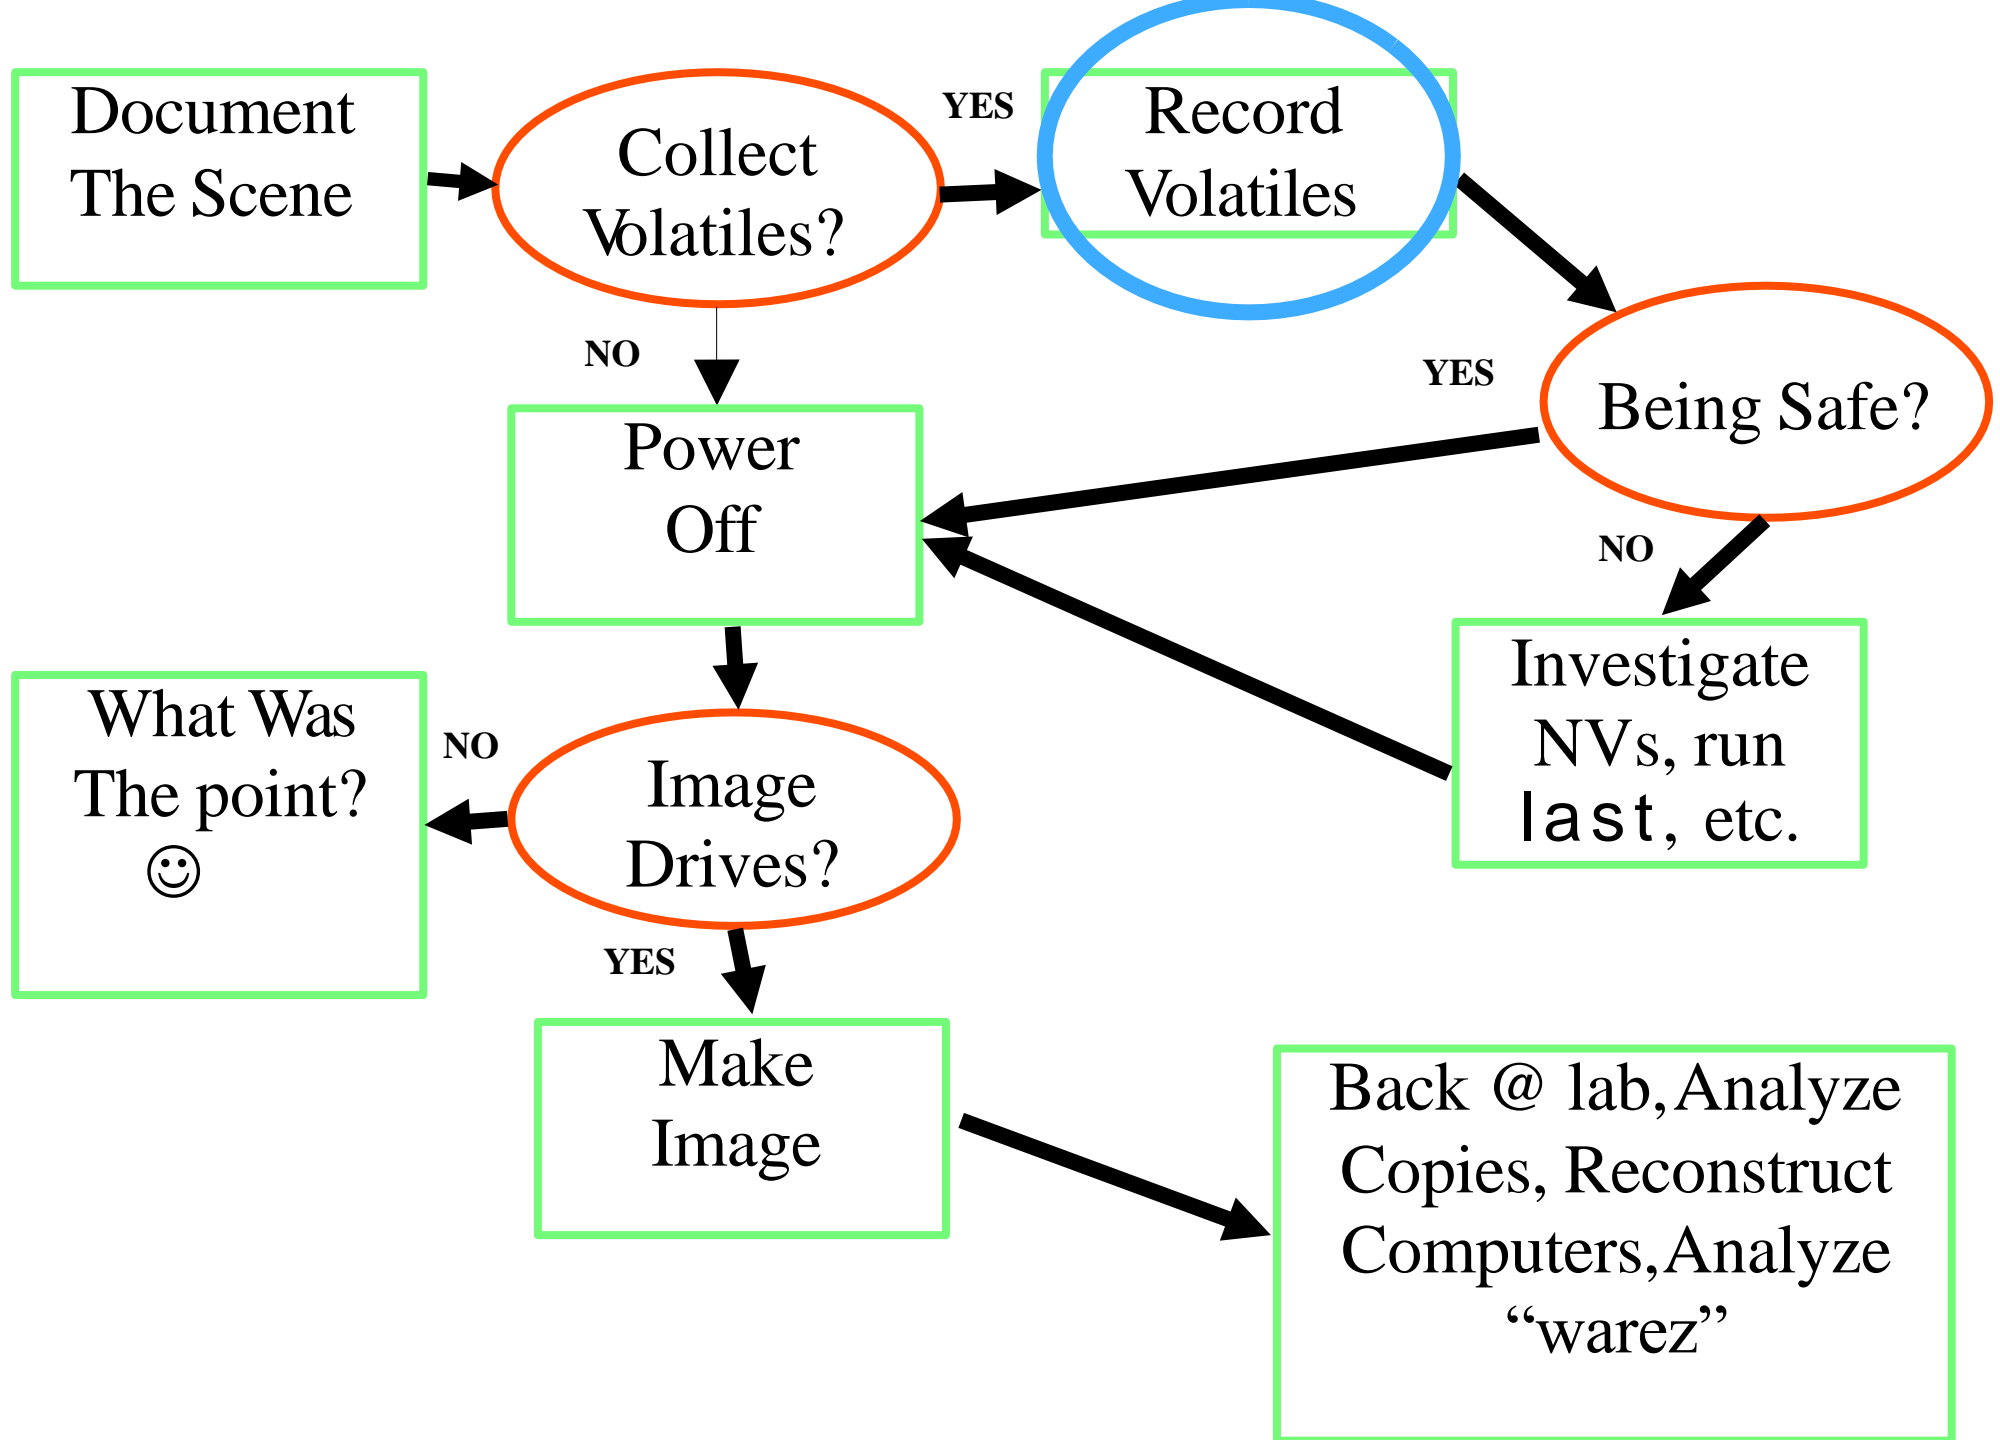 Document
The Scene
Collect
Volatiles?
YES
Record
Volatiles
NO
YES
Being Safe?
Power
Off
NO
Investigate
NVs, run
last, etc.
What Was
The point?
☺
NO
Image
Drives?
YES
Make
Image
Back @ lab, Analyze
Copies, Reconstruct
Computers, Analyze
“warez”